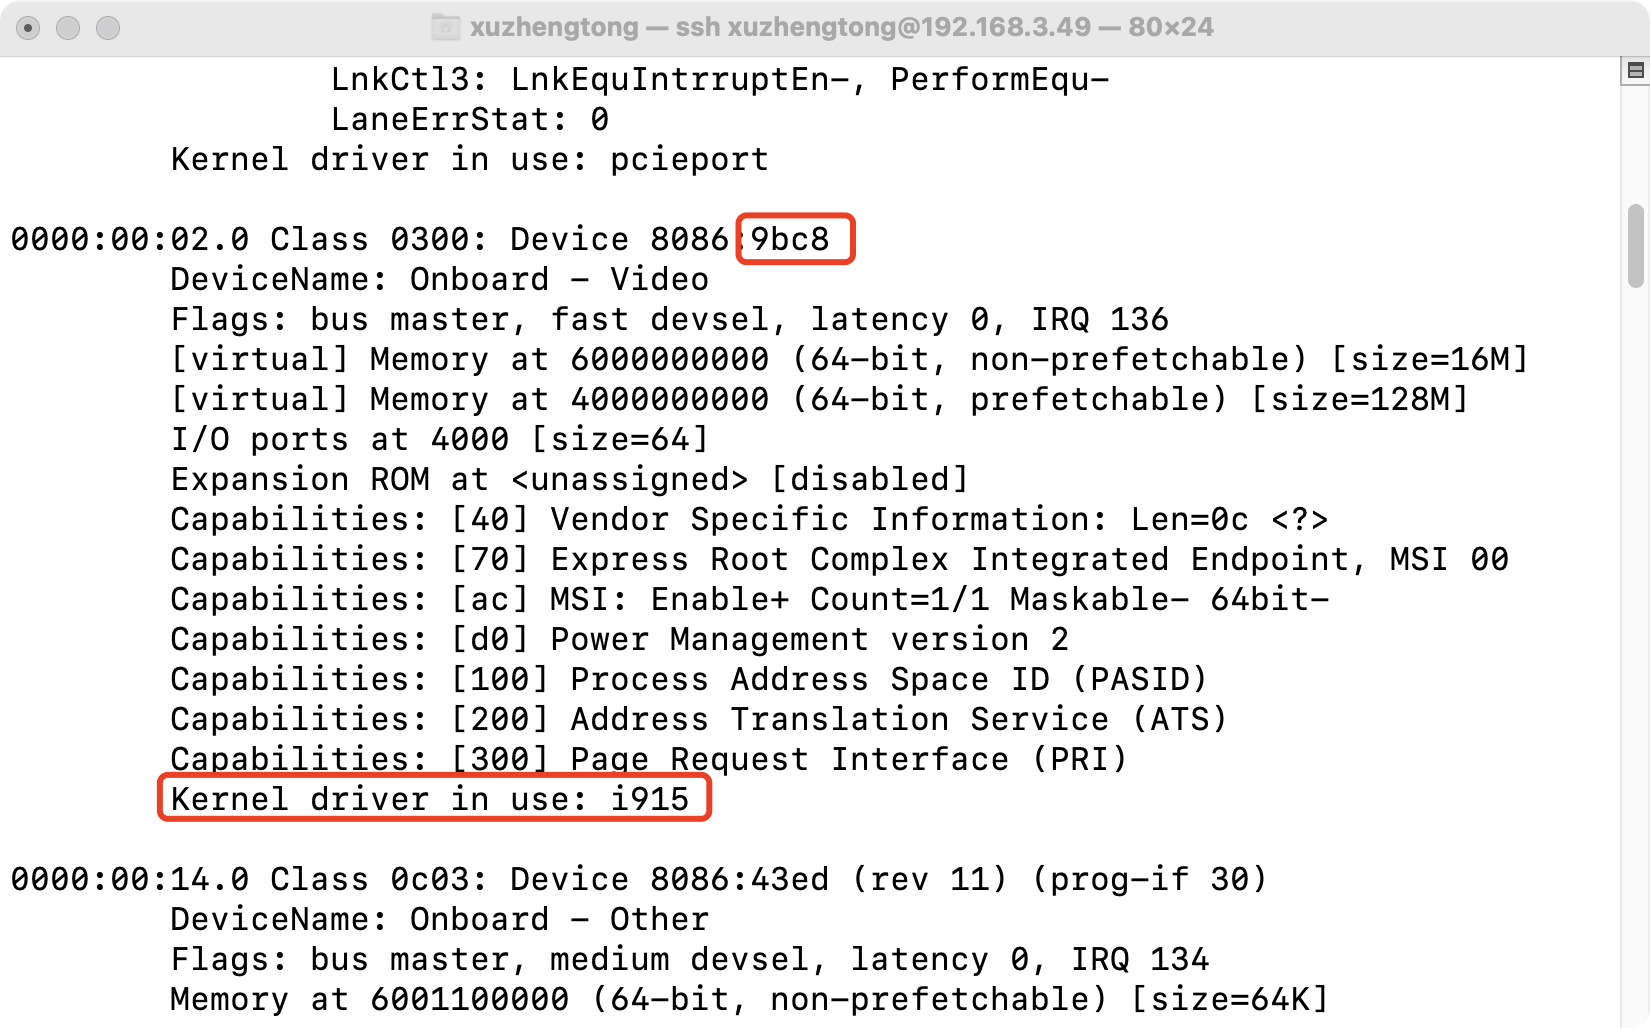 xuzhengtong — ssh xuzhengtong@192.168.3.49 — 80×24
LnkCtl3: LnkEquIntrruptEn-, PerformEqu-
LaneErrStat: 0
Kernel driver in use: pcieport
0000:00:02.0 Class 0300: Device 8086:9bc8
DeviceName: Onboard - Video
Flags: bus master, fast devsel, latency 0, IRQ 136
[virtual] Memory at 6000000000 (64-bit, non-prefetchable) [size=16M]
[virtual] Memory at 4000000000 (64-bit, prefetchable) [size=128M]
I/O ports at 4000 [size=64]
Expansion ROM at <unassigned> [disabled]
Capabilities: [40] Vendor Specific Information: Len=0c <?>
Capabilities: [70] Express Root Complex Integrated Endpoint, MSI 00
Capabilities: [ac] MSI: Enable+ Count=1/1 Maskable- 64bit-
Capabilities: [d0] Power Management version 2
Capabilities: [100] Process Address Space ID (PASID)
Capabilities: [200] Address Translation Service (ATS)
Capabilities: [300] Page Request Interface (PRI)
Kernel driver in use: i915
0000:00:14.0 Class 0c03: Device 8086:43ed (rev 11) (prog-if 30)
DeviceName: Onboard - Other
Flags: bus master, medium devsel, latency 0, IRQ 134
Memory at 6001100000 (64-bit, non-prefetchable) [size=64K]